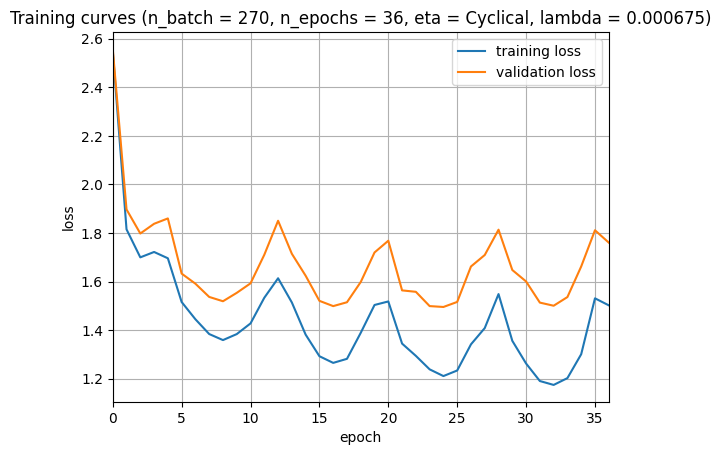 Training curves (n_batch = 270, n_epochs = 36, eta = Cyclical, lambda = 0.000675)
training loss
validation loss
loss
2.6
2.4
2.2
2.0
1.8
1.6
1.4
1.2
0 5 10 15 20 25 30 35
epoch